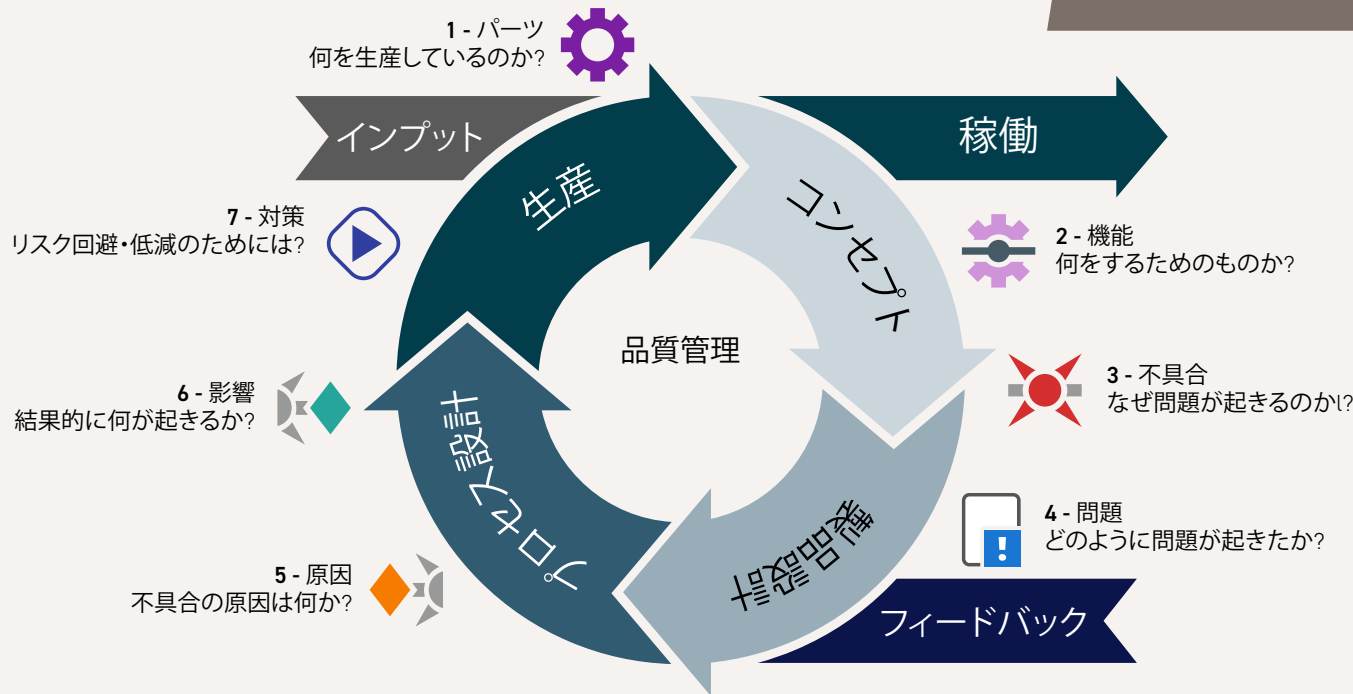 1 - パーツ
何を生産しているのか?
インプット
稼働
生産
コンセプト
7 - 対策
リスク回避・低減のためには?
2 - 機能
何をするためのものか?
品質管理
3 - 不具合
なぜ問題が起きるのかl?
6 - 影響
結果的に何が起きるか?
プロセス設計
製品設計
4 - 問題
どのように問題が起きたか?
5 - 原因
不具合の原因は何か?
フィードバック
!